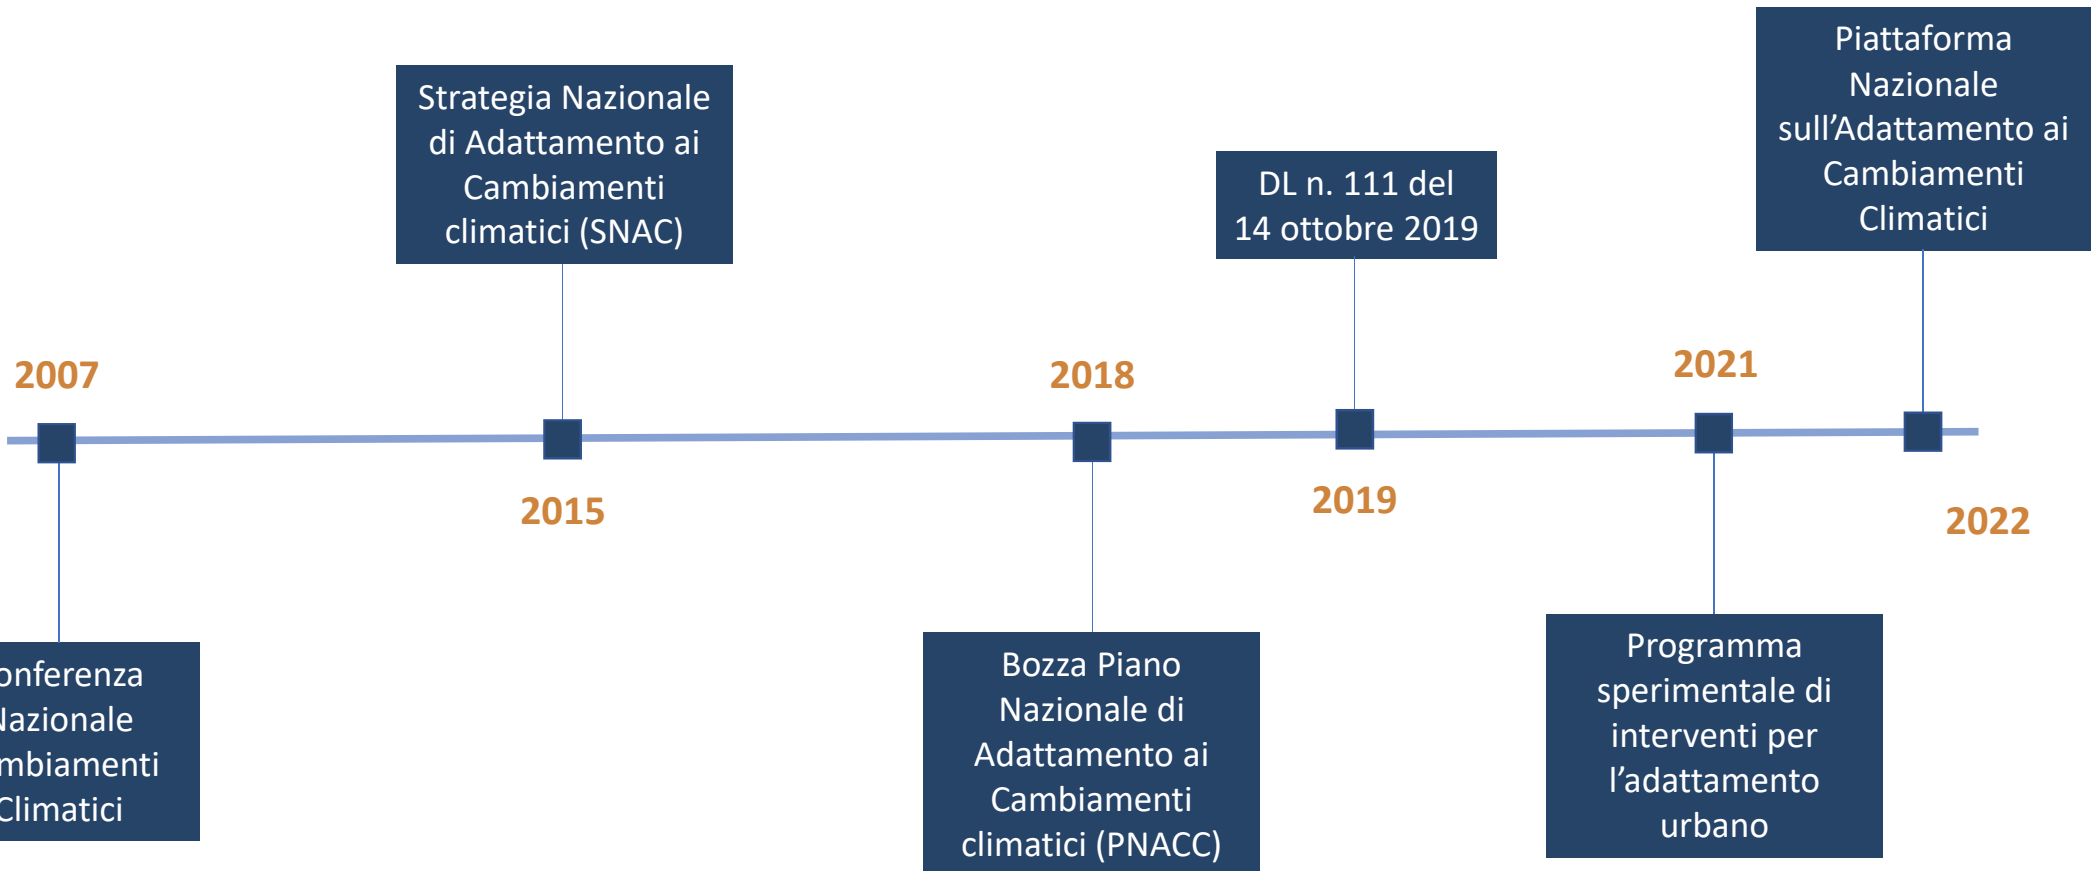 2007
onferenza
Nazionale
mbiamenti
Climatici
Strategia Nazionale
di Adattamento ai
Cambiamenti
climatici (SNAC)
2015
2018
Bozza Piano
Nazionale di
Adattamento ai
Cambiamenti
climatici (PNACC)
DL n. 111 del
14 ottobre 2019
2019
2021
Programma
sperimentale di
interventi per
l’adattamento
urbano
Piattaforma
Nazionale
sull’Adattamento ai
Cambiamenti
Climatici
2022